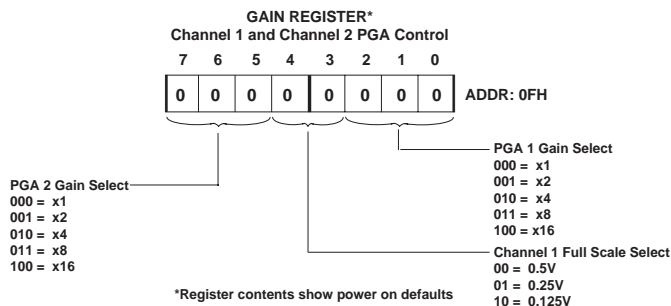 GAIN REGISTER*
Channel 1 and Channel 2 PGA Control
7 6 5 4 3 2 1 0
0 0 0 0 0 0 0 0 ADDR: 0FH
PGA 2 Gain Select
000 = x1
001 = x2
010 = x4
011 = x8
100 = x16
PGA 1 Gain Select
000 = x1
001 = x2
010 = x4
011 = x8
100 = x16
Channel 1 Full Scale Select
00 = 0.5V
01 = 0.25V
10 = 0.125V
*Register contents show power on defaults